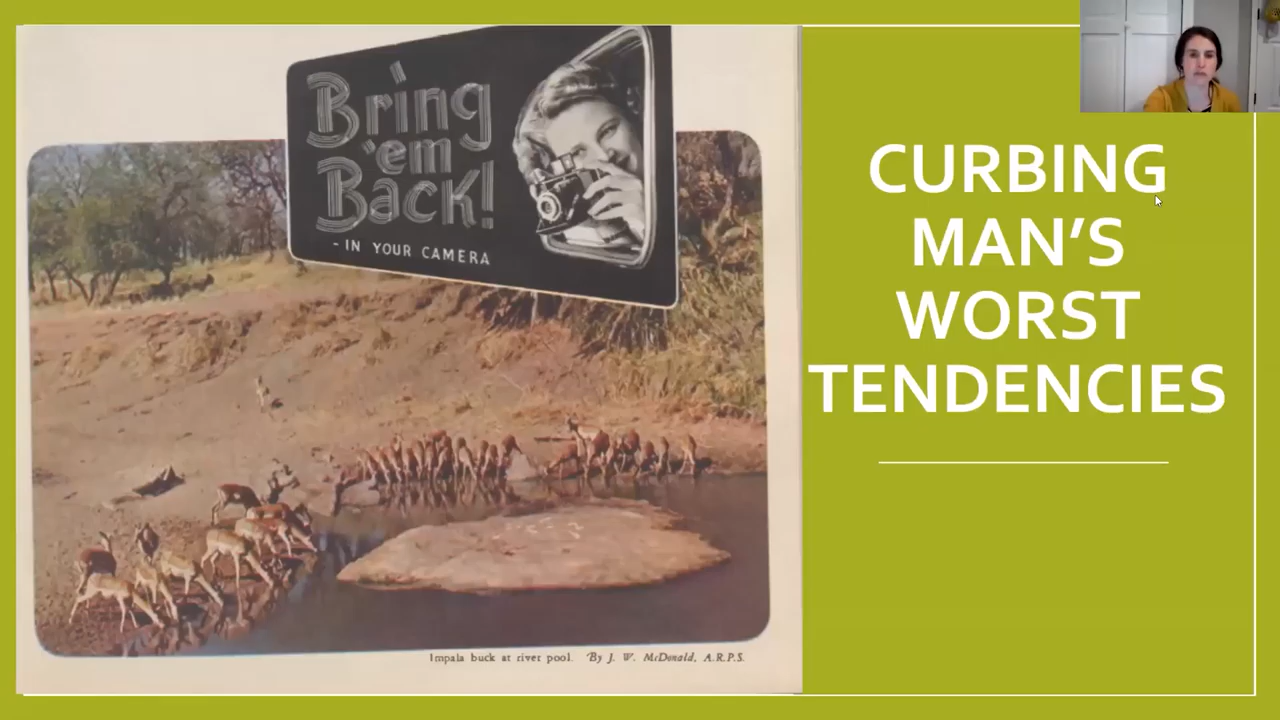 Bring
'em
Back!
- IN YOUR CAMERA
Impala buck at river pool. By J. W. McDonald, A.R.P.S.
CURBING
MAN'S
WORST
TENDENCIES